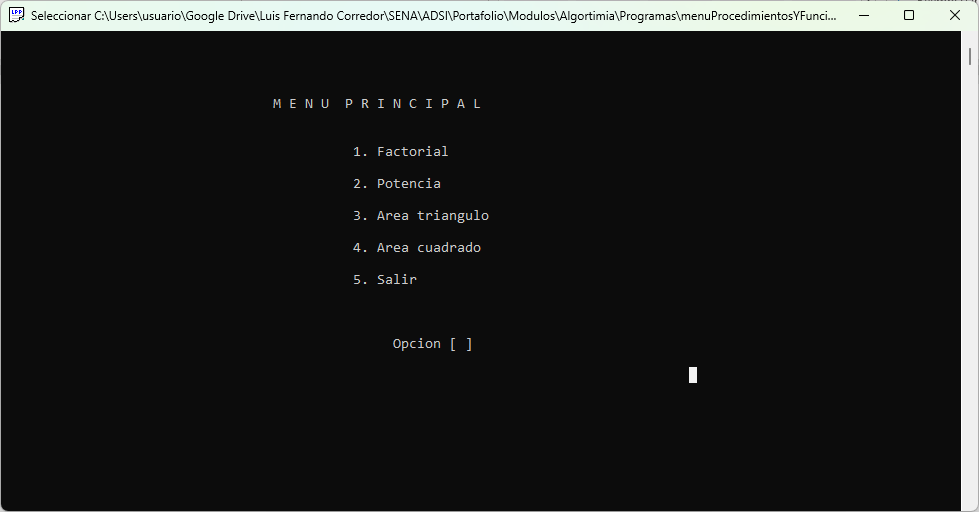 LPP
Seleccionar C:\Users\usuario\Google Drive\Luis Fernando Corredor\SENA\ADSI\Portafolio\Modulos\Algortimia\Programas\menuProcedimientosYFunci...
M E N U  P R I N C I P A L
1. Factorial
2. Potencia
3. Area triangulo
4. Area cuadrado
5. Salir
Opcion [ ]